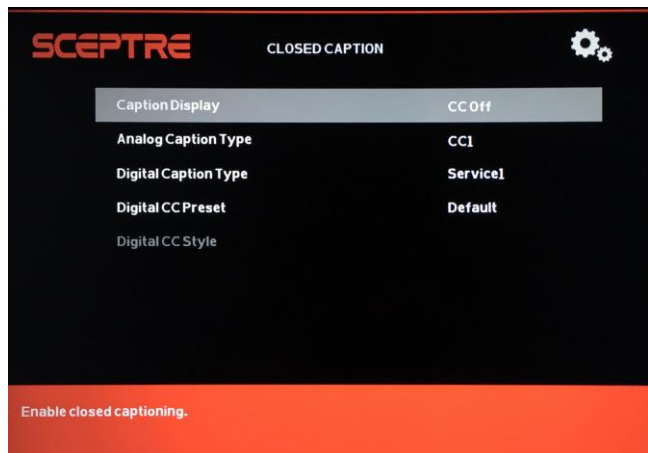 SCEPTRE
CLOSED CAPTION
Caption Display CC Off
Analog Caption Type CC1
Digital Caption Type Service1
Digital CC Preset Default
Digital CC Style
Enable closed captioning.